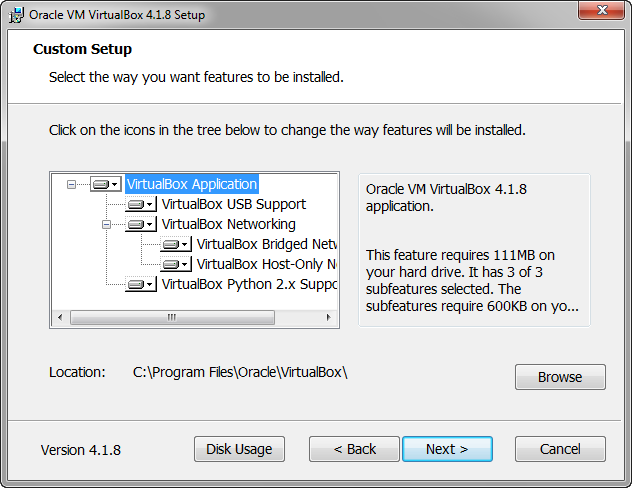 Oracle VM VirtualBox 4.1.8 Setup
Custom Setup
Select the way you want features to be installed.
Click on the icons in the tree below to change the way features will be installed.
VirtualBox Application
VirtualBox USB Support
VirtualBox Networking
VirtualBox Bridged Netw
VirtualBox Host-Only N
VirtualBox Python 2.x Suppo
Oracle VM VirtualBox 4.1.8
application.
This feature requires 111MB on
your hard drive. It has 3 of 3
subfeatures selected. The
subfeatures require 600KB on yo...
Location: C:\Program Files\Oracle\VirtualBox\
Browse
Version 4.1.8
Disk Usage
< Back
Next >
Cancel